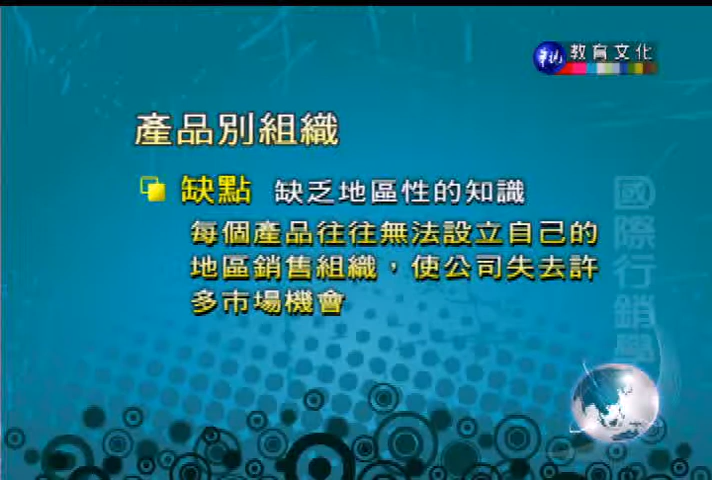 華視 教育文化
產品別組織
缺點 缺乏地區性的知識
每個產品往往無法設立自己的
地區銷售組織，使公司失去許
多市場機會
國際行銷學